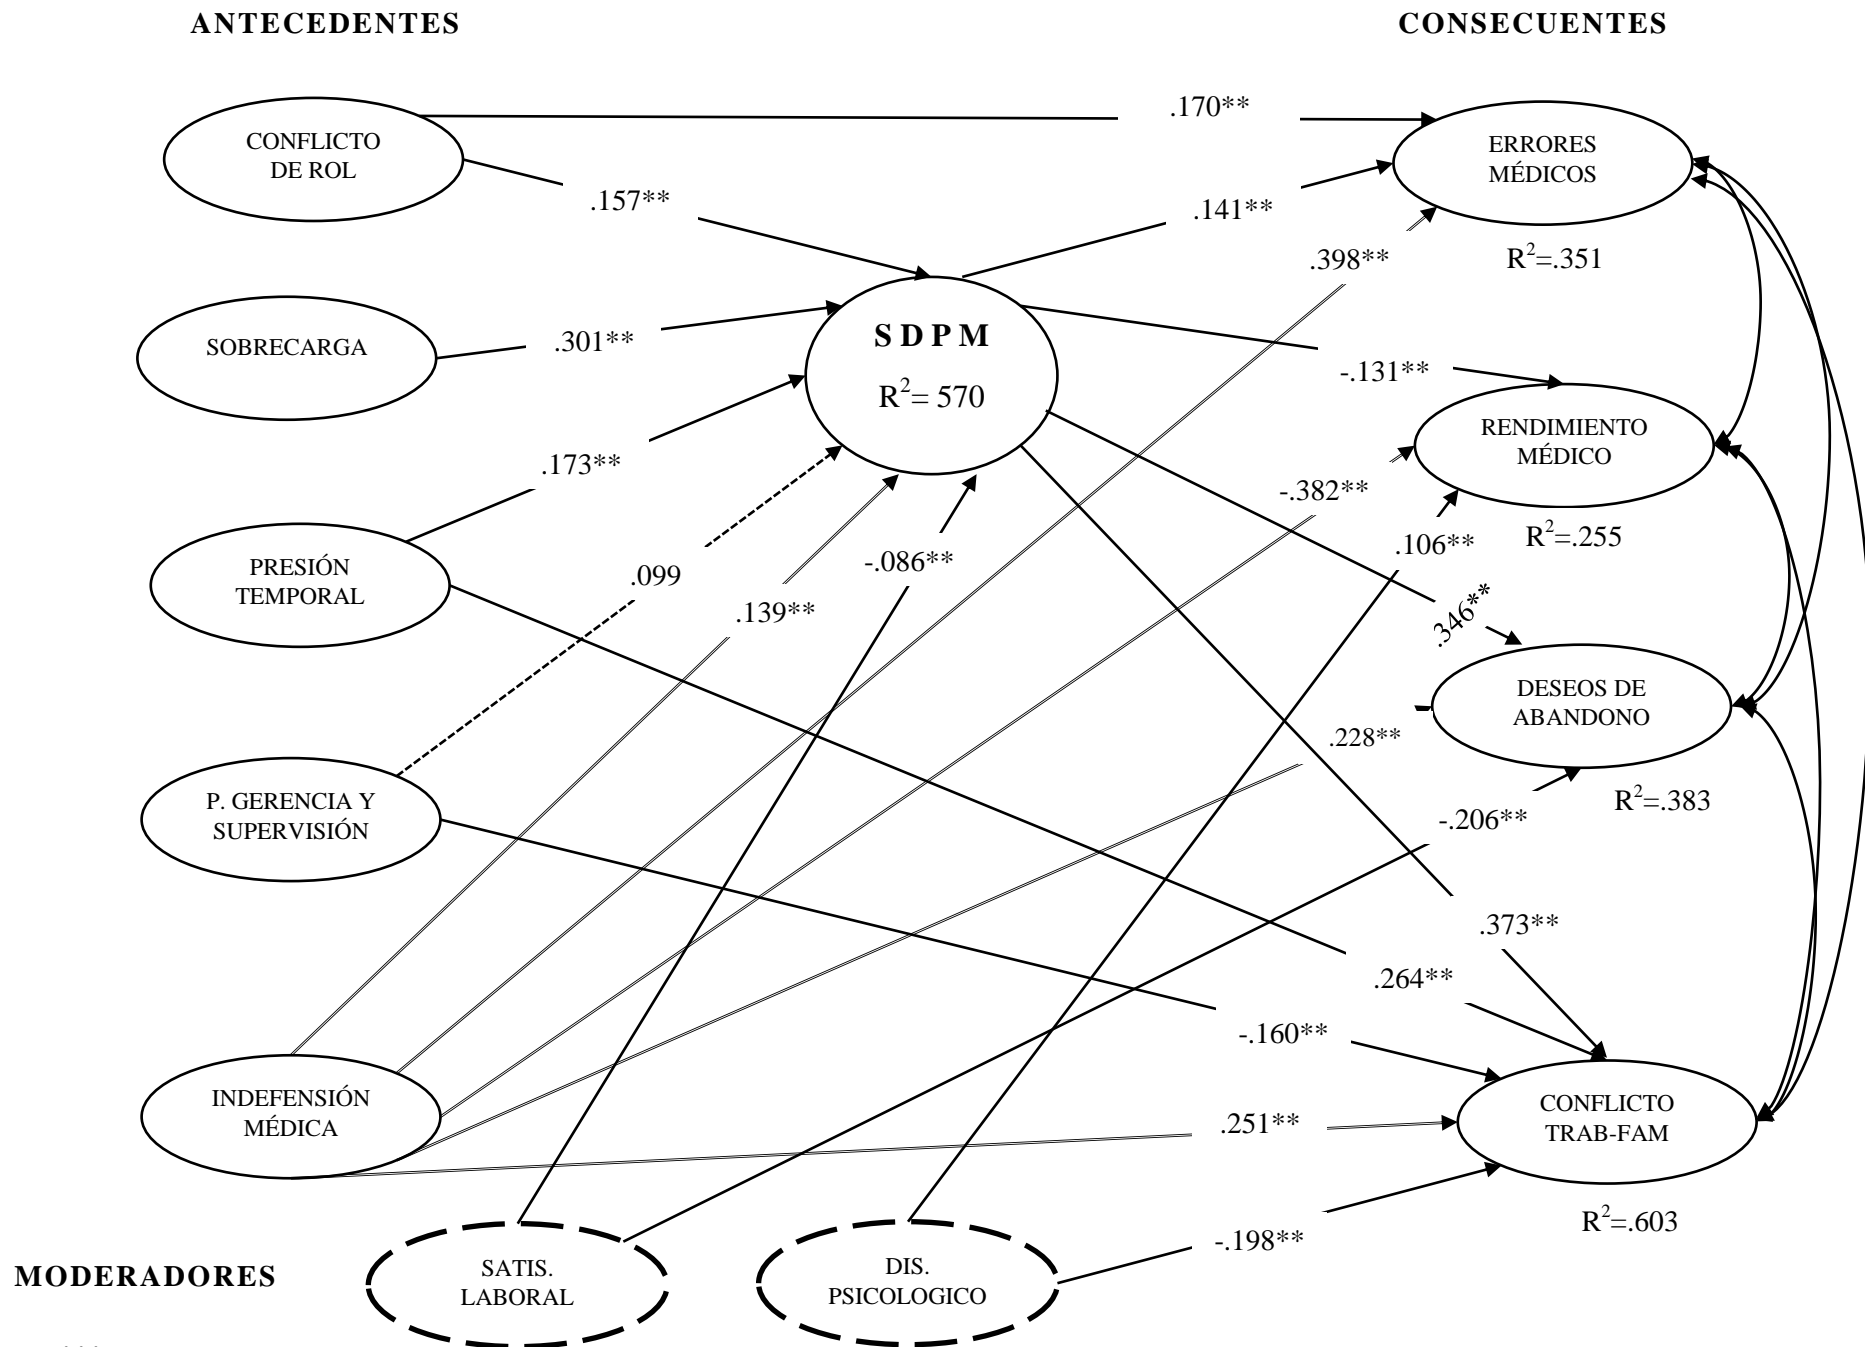 ANTECEDENTES
CONSECUENTES
CONFLICTO
DE ROL
.170**
ERRORES
MÉDICOS
.157**
.141**
.398**
R²=.351
SOBRECARGA
.301**
S D P M
R²= 570
-.131**
RENDIMIENTO
MÉDICO
.173**
-.382**
.106**
R²=.255
PRESIÓN
TEMPORAL
.099
-.086**
.139**
.346**
DESEOS DE
ABANDONO
.228**
P. GERENCIA Y
SUPERVISIÓN
-.206**
R²=.383
.373**
.264**
-.160**
INDEFENSIÓN
MÉDICA
.251**
CONFLICTO
TRAB-FAM
R²=.603
-.198**
MODERADORES
SATIS.
LABORAL
DIS.
PSICOLOGICO